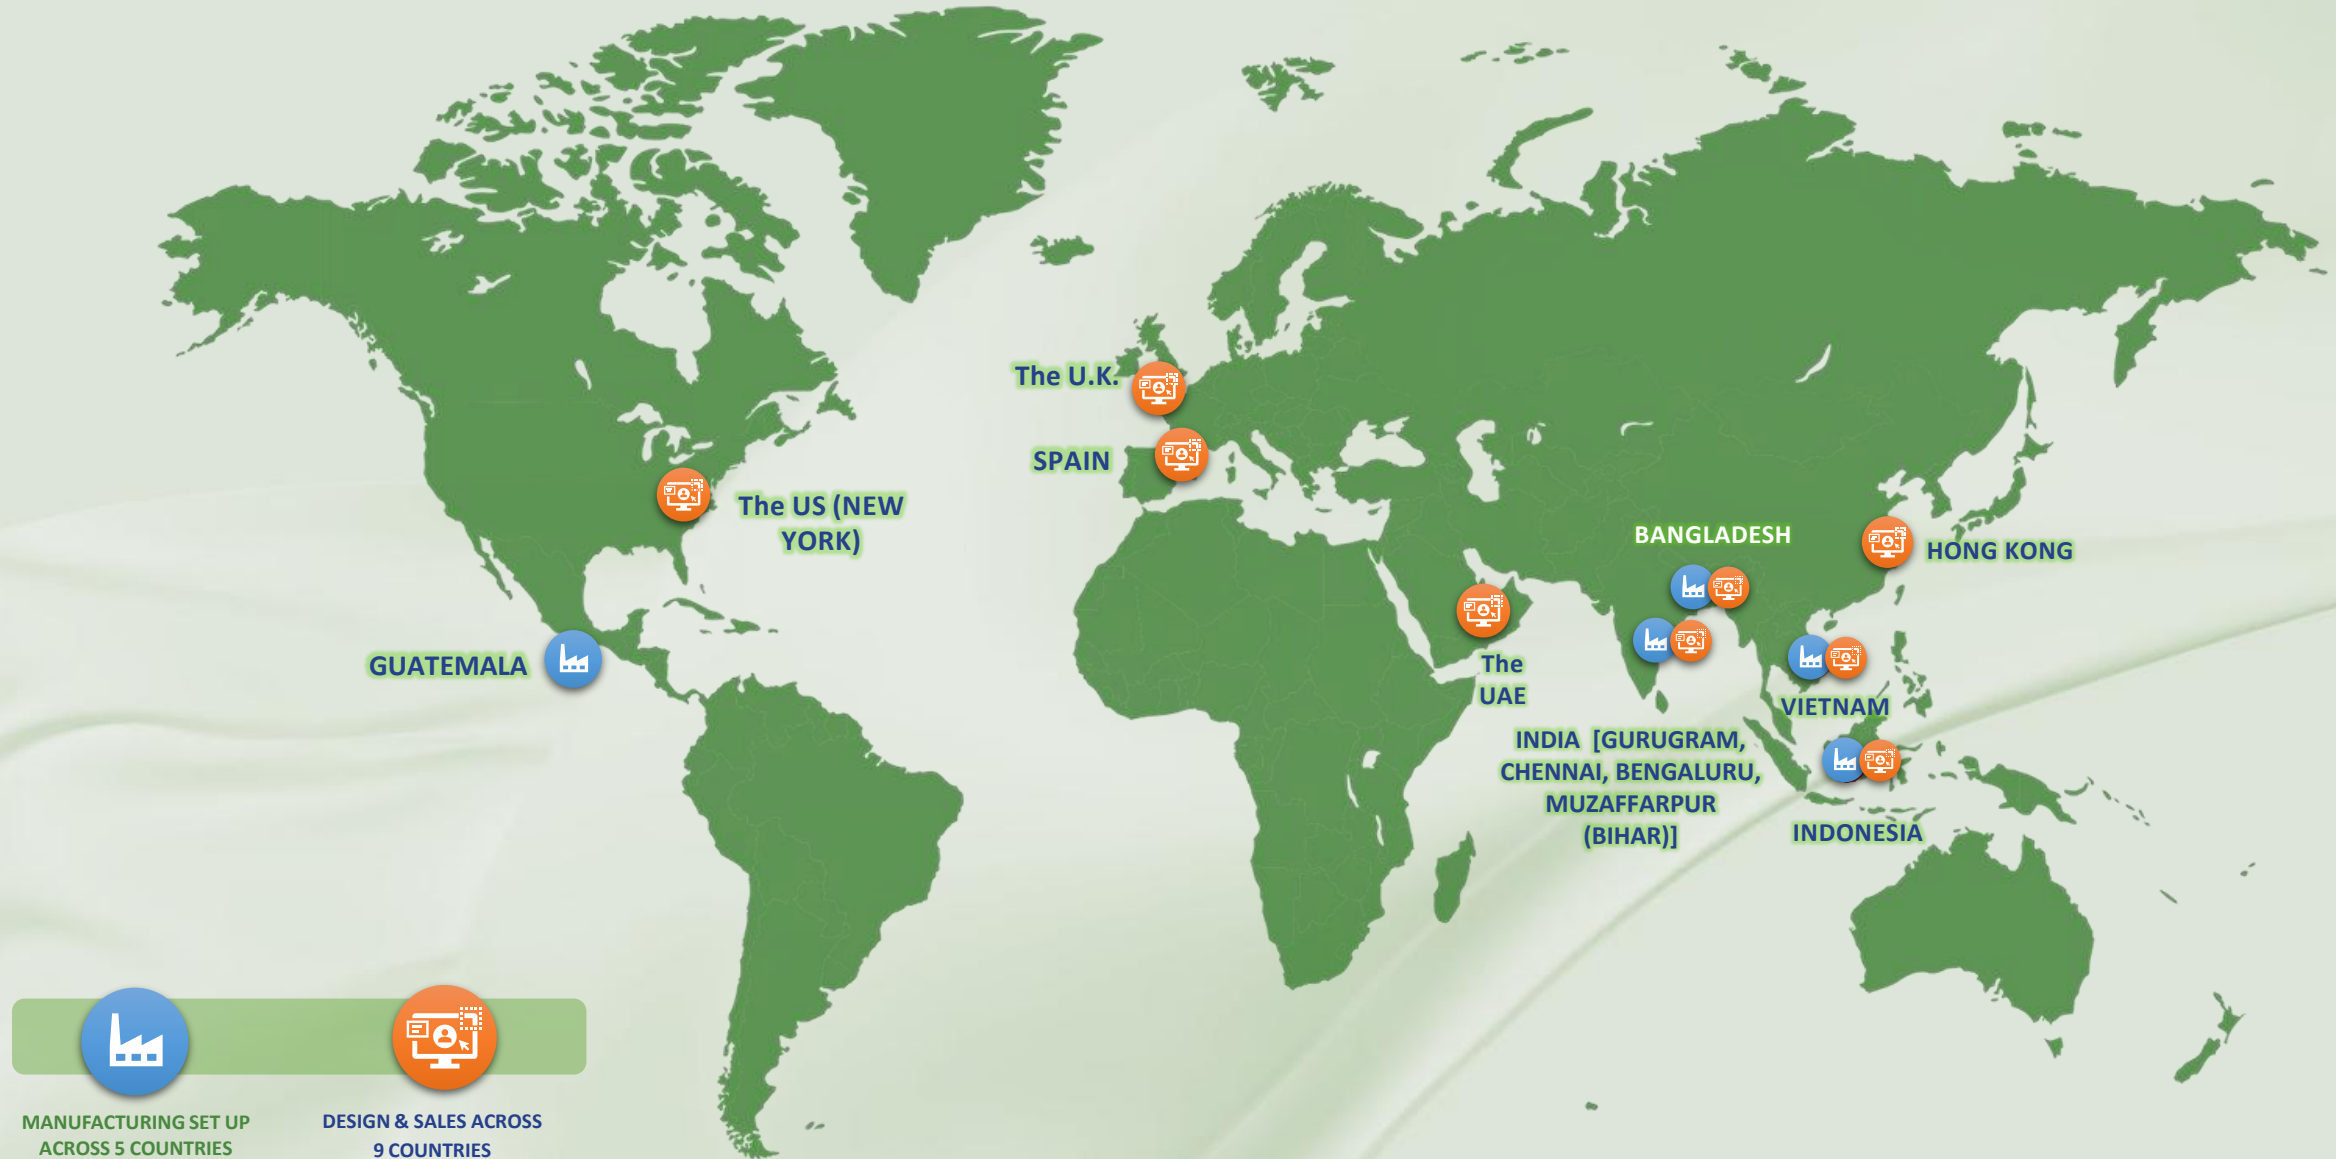 The U.K.
SPAIN
The US (NEW
YORK)
BANGLADESH
HONG KONG
GUATEMALA
The
UAE
VIETNAM
INDIA [GURUGRAM,
CHENNAI, BENGALURU,
MUZAFFARPUR
(BIHAR)]
INDONESIA
MANUFACTURING SET UP
ACROSS 5 COUNTRIES
DESIGN & SALES ACROSS
9 COUNTRIES